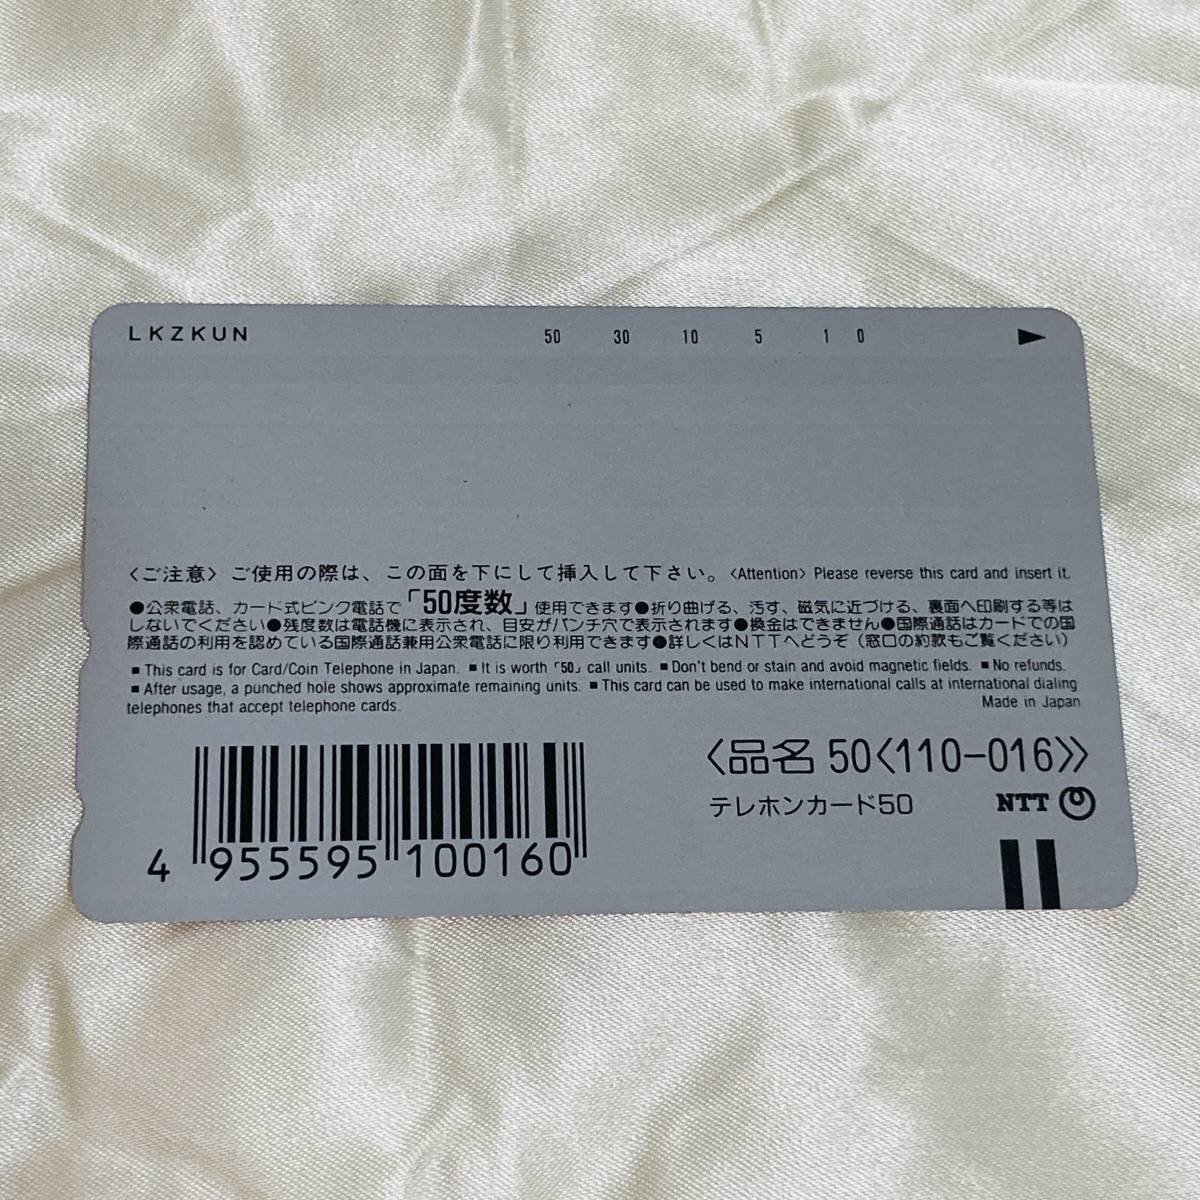 LKZKUN 50 30 10 5 1 0
〈ご注意〉ご使用の際は、この面を下にして挿入して下さい。〈Attention〉Please reverse this card and insert it.
●公衆電話、カード式ピンク電話で「50度数」使用できます●折り曲げる、汚す、磁気に近づける、裏面へ印刷する等は
しないでください●残度数は電話機に表示され、目安がパンチ穴で表示されます●換金はできません●国際通話はカードでの国
際通話の利用を認めている国際通話兼用公衆電話に限り利用できます●詳しくはNTTへどうぞ(窓口の約款もご覧ください)
■This card is for Card/Coin Telephone in Japan. ■It is worth「50」call units. ■Don't bend or stain and avoid magnetic fields. ■No refunds.
■After usage, a punched hole shows approximate remaining units. ■This card can be used to make international calls at international dialing
telephones that accept telephone cards. Made in Japan
〈品名 50〈110-016〉〉
テレホンカード50 NTT
4 955595 100160